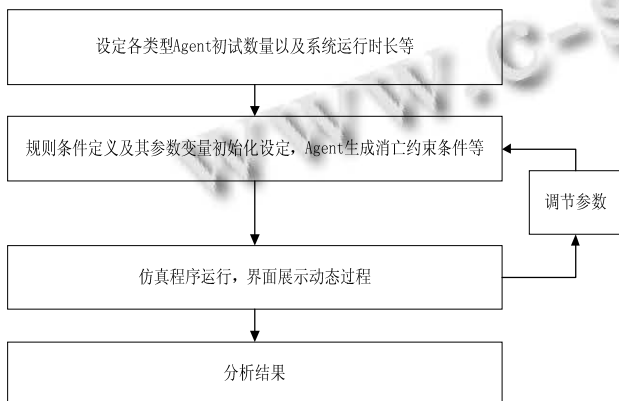 设定各类型Agent初试数量以及系统运行时长等
规则条件定义及其参数变量初始化设定，Agent生成消亡约束条件等
调节参数
仿真程序运行，界面展示动态过程
分析结果
www.c-s